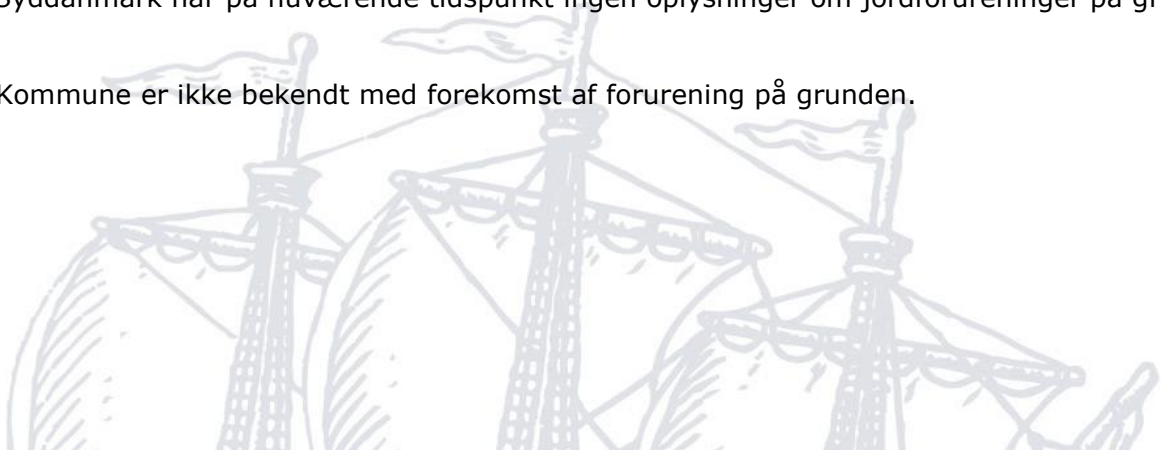 Syddanmark har på nuværende tidspunkt ingen oplysninger om jordforureninger på
Kommune er ikke bekendt med forekomst af forurening på grunden.